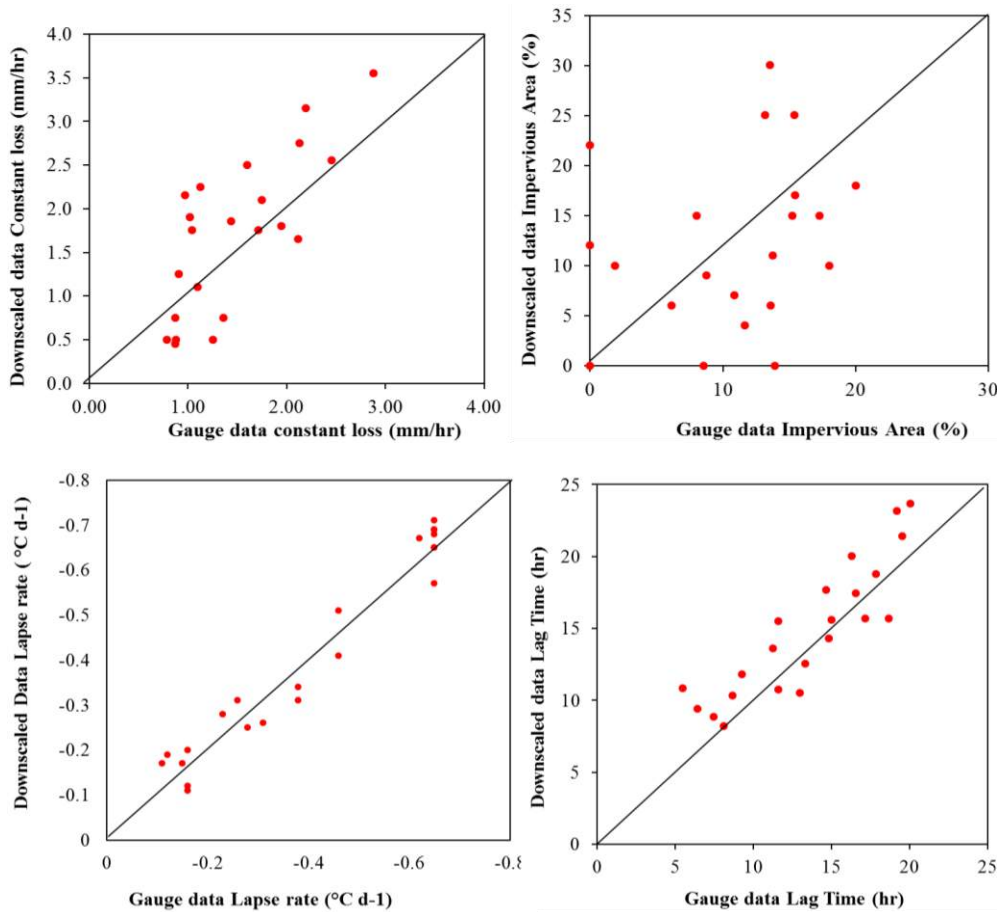 Downscaled data Constant loss (mm/hr)
4.0
3.5
3.0
2.5
2.0
1.5
1.0
0.5
0.0
0.00 1.00 2.00 3.00 4.00
Gauge data constant loss (mm/hr)
Downscaled data Impervious Area (%)
35
30
25
20
15
10
5
0
0 10 20 30
Gauge data Impervious Area (%)
Downscaled Data Lapse rate ( °C d-1)
-0.8
-0.7
-0.6
-0.5
-0.4
-0.3
-0.2
-0.1
0
0 -0.2 -0.4 -0.6 -0.8
Gauge data Lapse rate (°C d-1)
Downscaled data Lag Time (hr)
25
20
15
10
5
0
0 5 10 15 20 25
Gauge data Lag Time (hr)